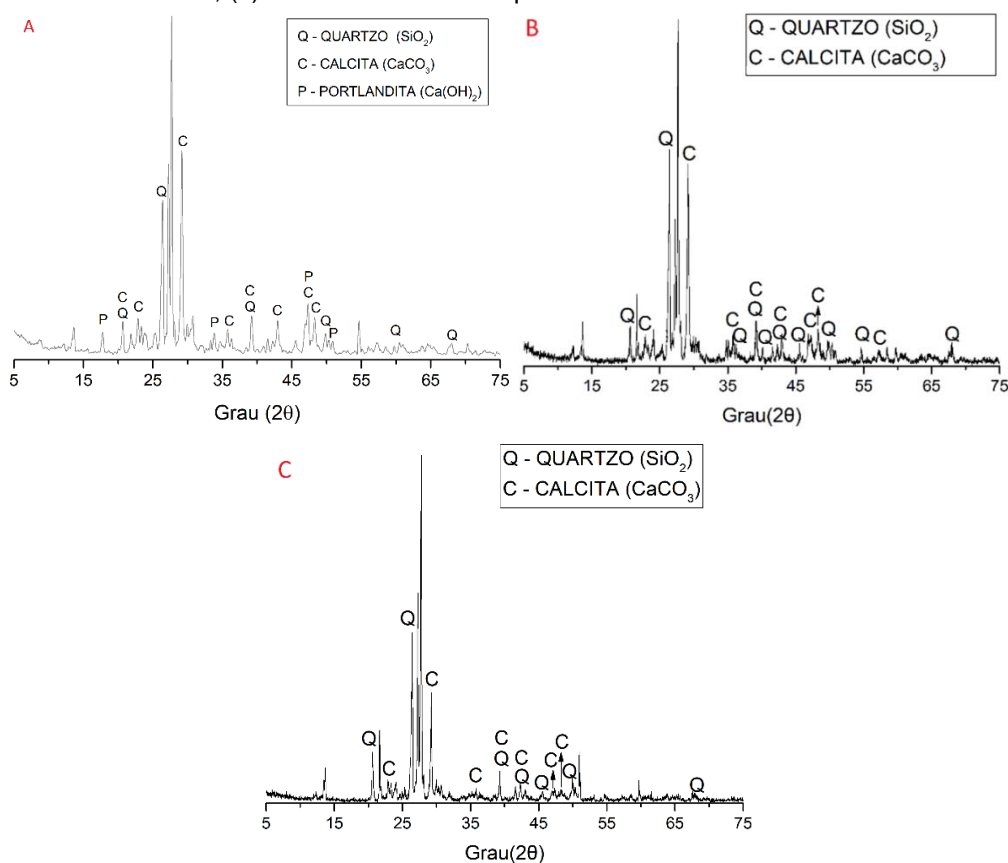 A
Q - QUARTZO (SiO₂)
C - CALCITA (CaCO₃)
P - PORTLANDITA (Ca(OH)₂)
C
Q
P
C
Q
C
P
C
C
Q
C
P
C
C
Q
P
Q
Q
5 15 25 35 45 55 65 75
Grau (2θ)
B
Q - QUARTZO (SiO₂)
C - CALCITA (CaCO₃)
Q
C
Q
C
C
Q
C
Q
Q
C
Q
Q
C
Q
C
Q
Q
5 15 25 35 45 55 65 75
Grau(2θ)
C
Q - QUARTZO (SiO₂)
C - CALCITA (CaCO₃)
Q
C
Q
C
C
C
Q
C
Q
Q
C
C
Q
Q
5 15 25 35 45 55 65 75
Grau(2θ)